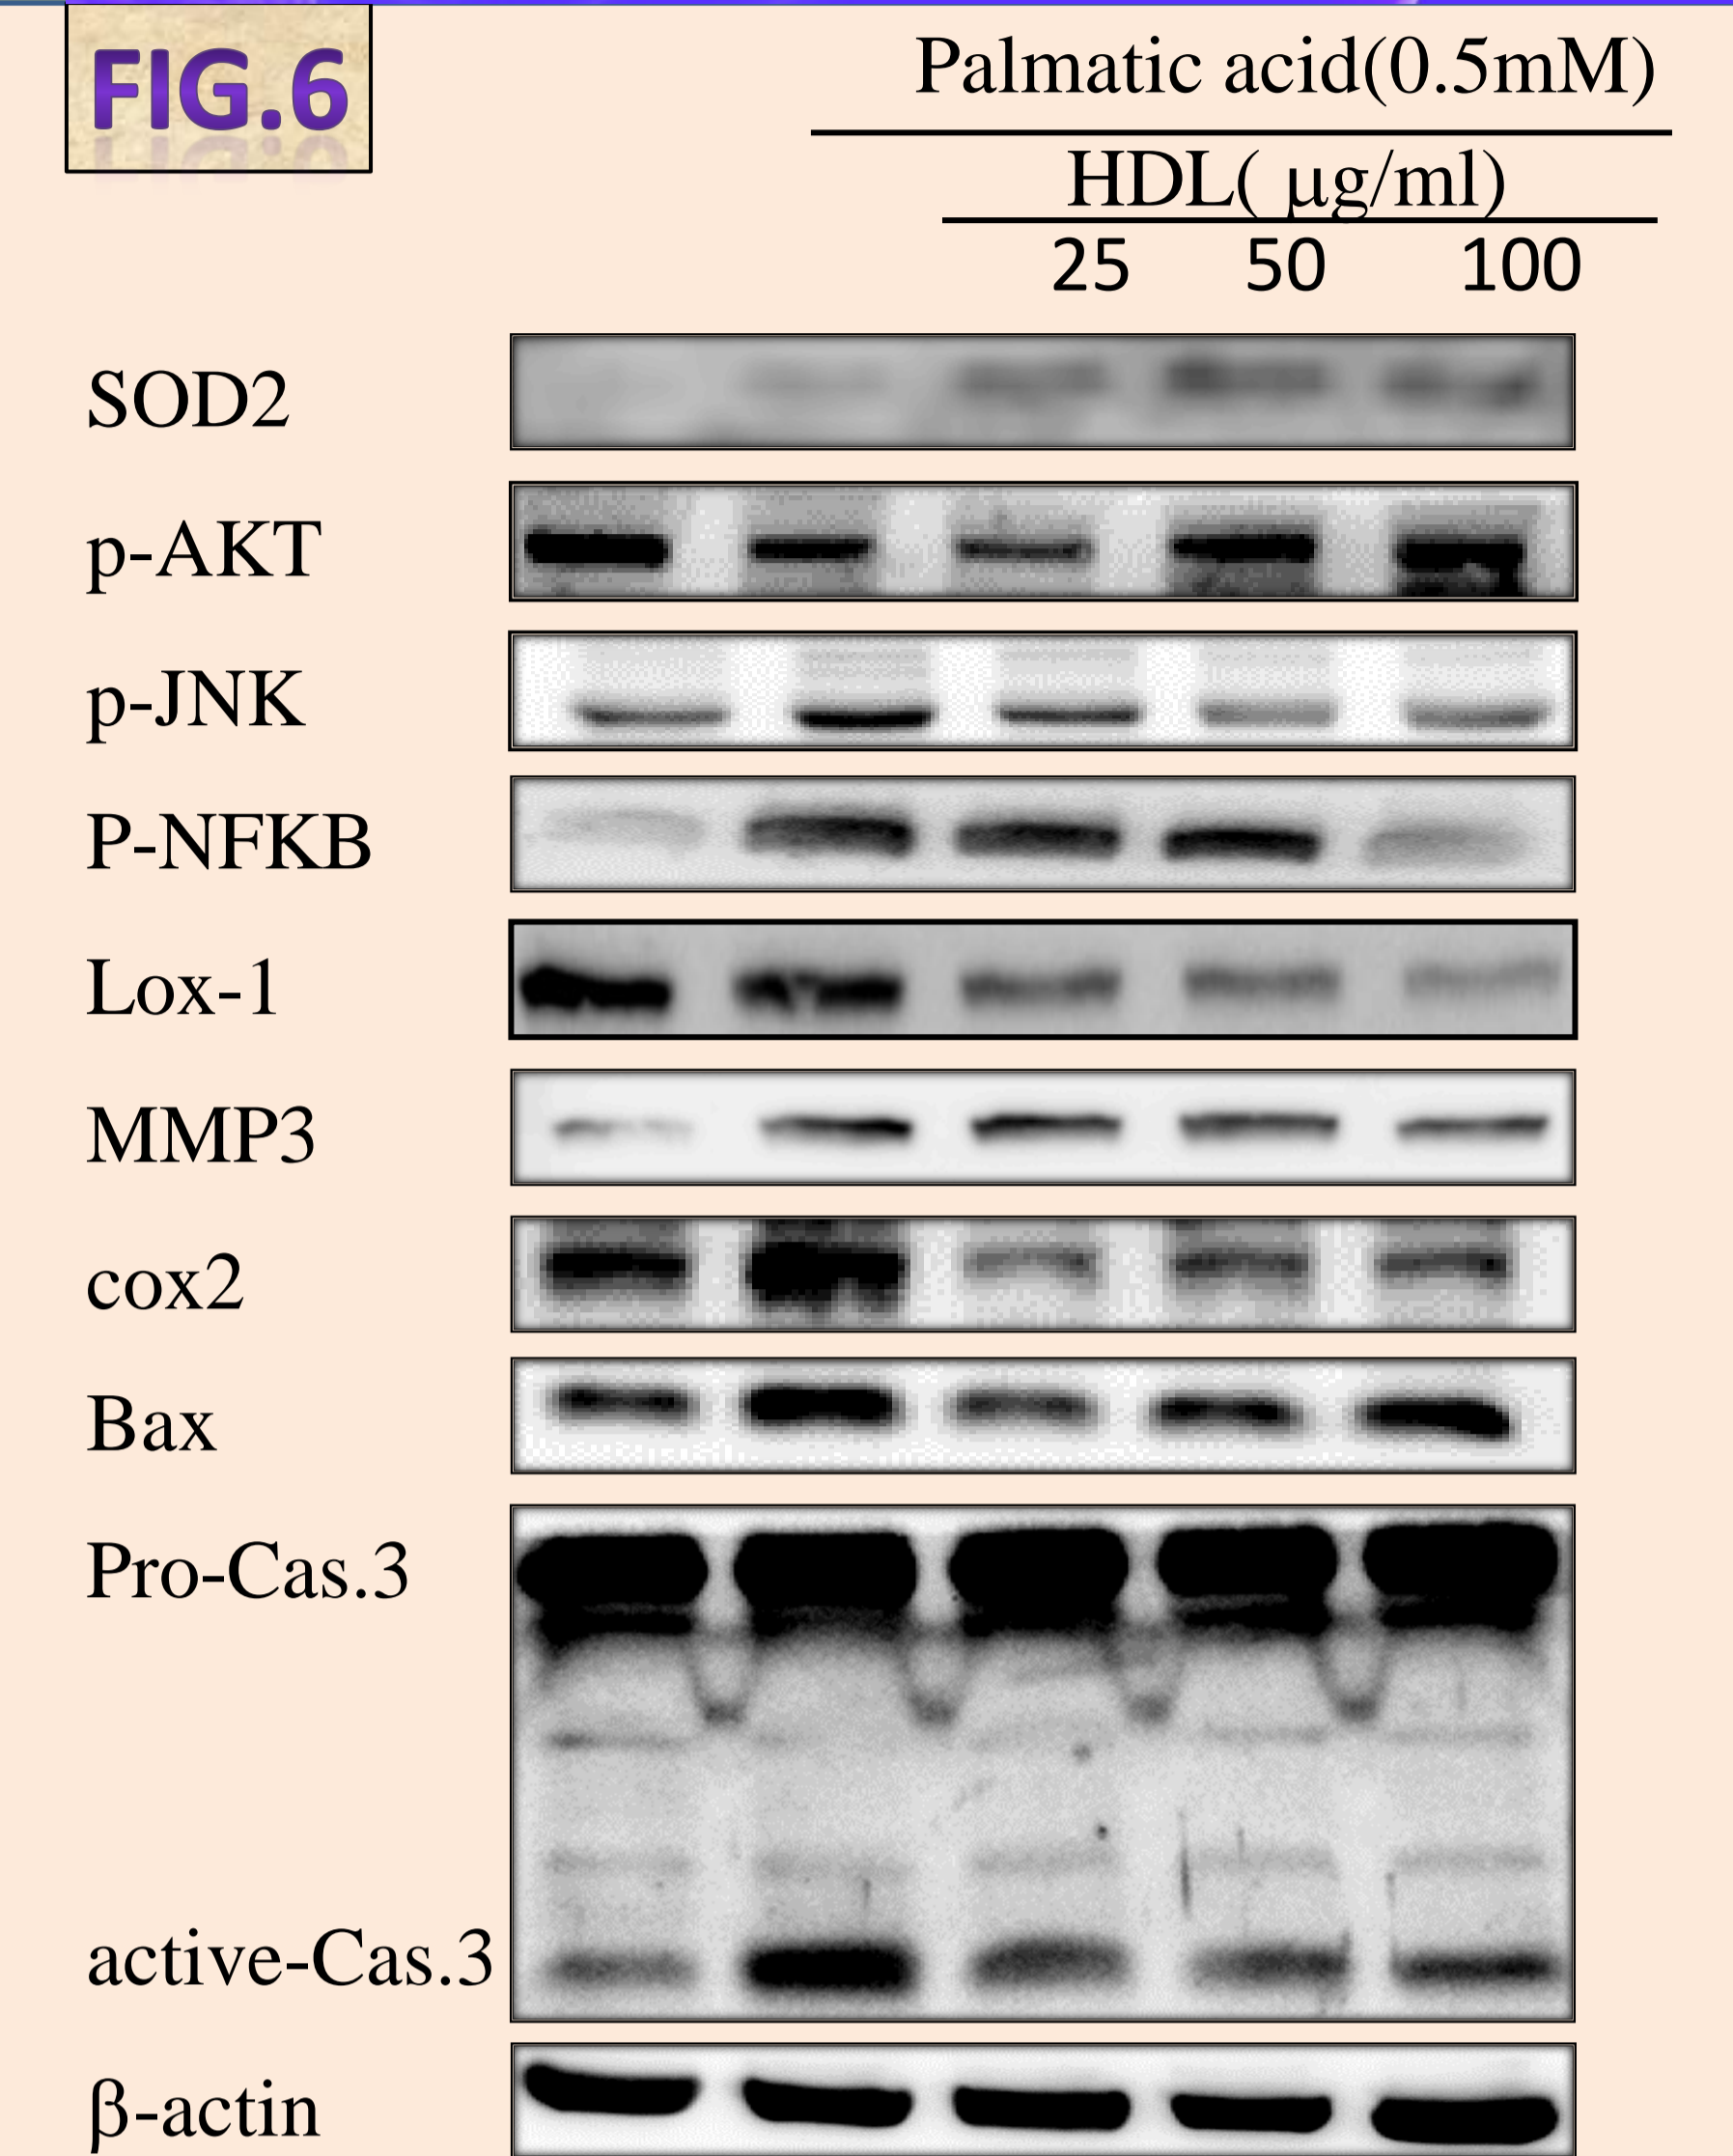 FIG.6
Palmatic acid(0.5mM)
HDL( μg/ml)
25 50 100
SOD2
p-AKT
p-JNK
P-NFKB
Lox-1
MMP3
cox2
Bax
Pro-Cas.3
active-Cas.3
β-actin